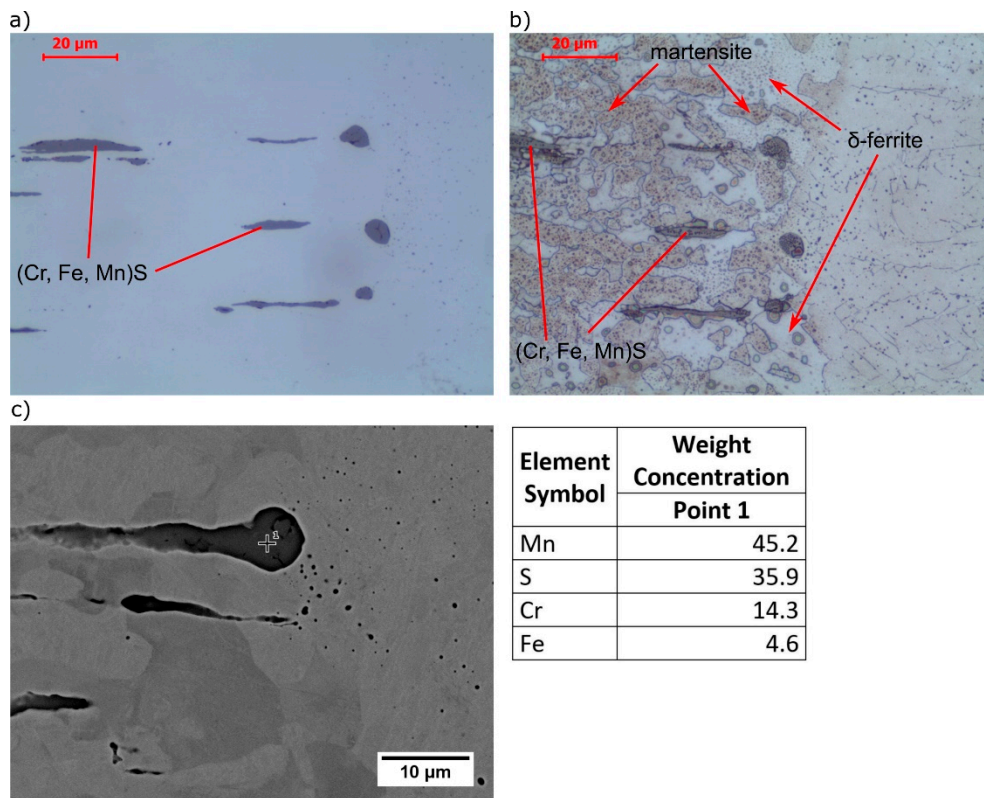 a)
20 µm
(Cr, Fe, Mn)S
b)
20 µm
martensite
δ-ferrite
(Cr, Fe, Mn)S
c)
1
10 µm
Element Symbol Weight Concentration
Point 1
Mn 45.2
S 35.9
Cr 14.3
Fe 4.6